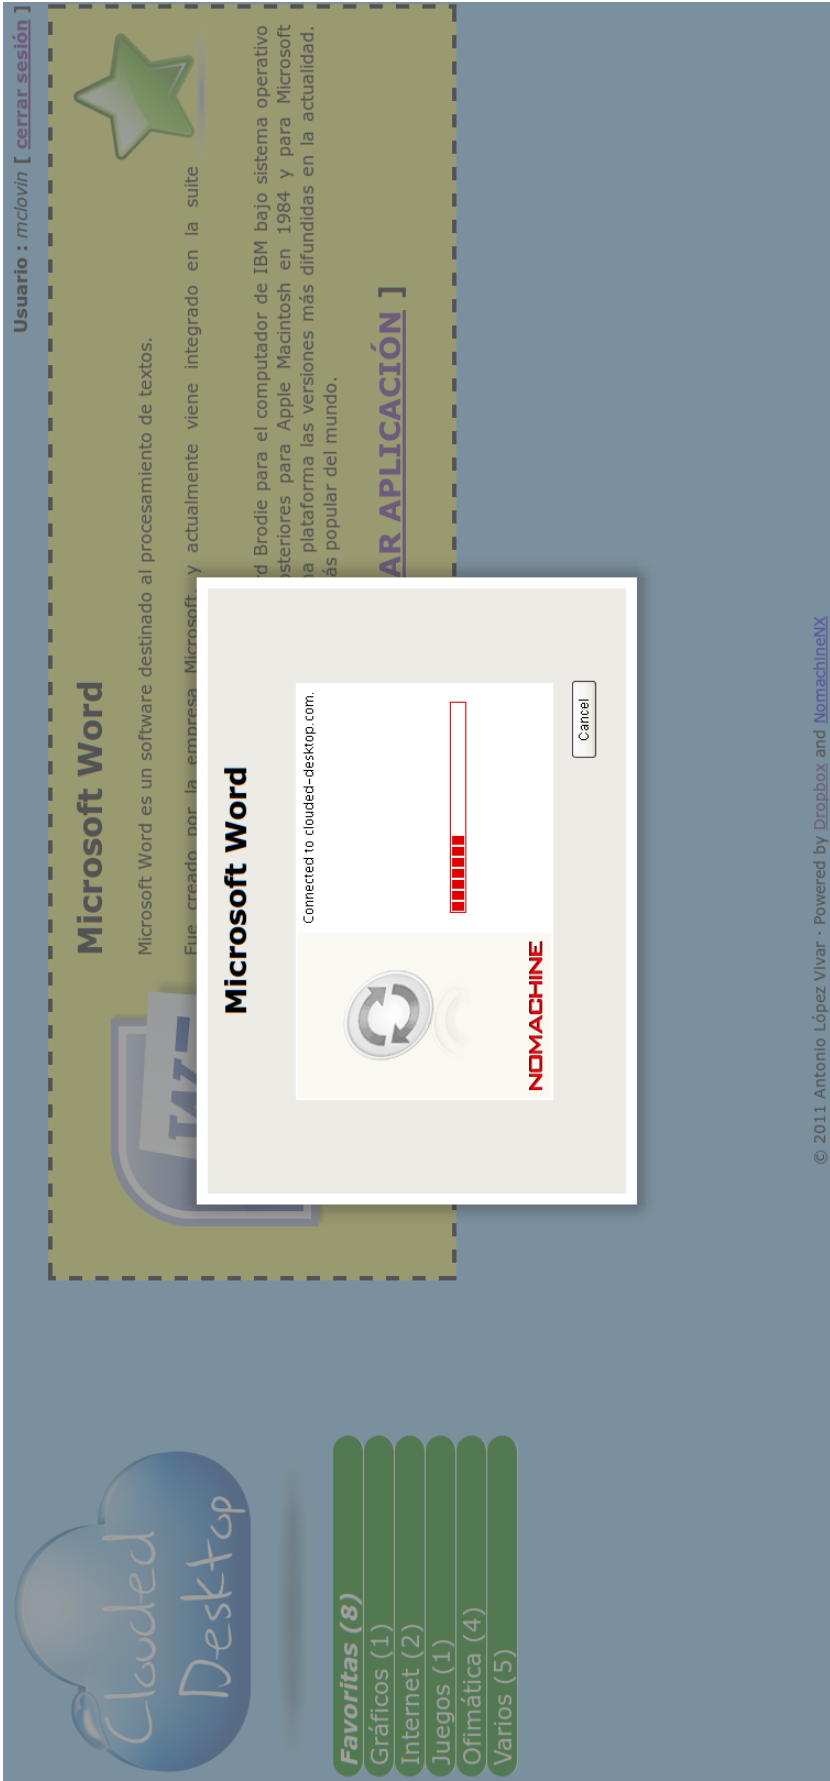 Usuario : mclovin [ cerrar sesión ]
Clouded
Desktop
Favoritas (8)
Gráficos (1)
Internet (2)
Juegos (1)
Ofimática (4)
Varios (5)
Microsoft Word
Microsoft Word es un software destinado al procesamiento de textos.
Fue creado por la empresa Microsoft, y actualmente viene integrado en la suite
rd Brodie para el computador de IBM bajo sistema operativo
osteriores para Apple Macintosh en 1984 y para Microsoft
na plataforma las versiones más difundidas en la actualidad.
ás popular del mundo.
AR APLICACIÓN ]
Microsoft Word
Connected to clouded-desktop.com.
NOMACHINE
Cancel
© 2011 Antonio López Vivar · Powered by Dropbox and NomachineNX